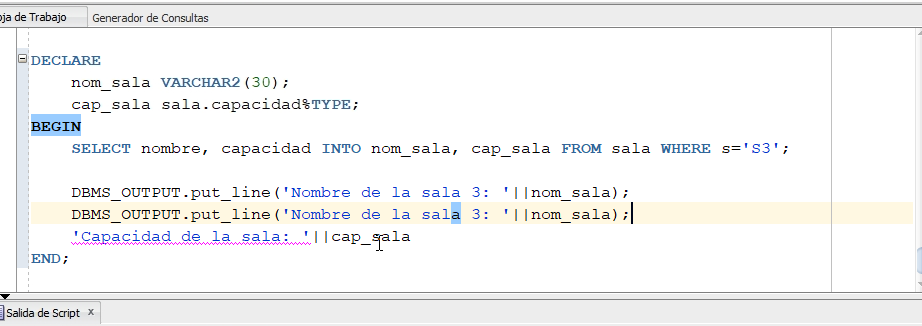 oja de Trabajo Generador de Consultas
DECLARE
nom_sala VARCHAR2(30);
cap_sala sala.capacidad%TYPE;
BEGIN
SELECT nombre, capacidad INTO nom_sala, cap_sala FROM sala WHERE s='S3';
DBMS_OUTPUT.put_line('Nombre de la sala 3: '||nom_sala);
DBMS_OUTPUT.put_line('Nombre de la sala 3: '||nom_sala);
'Capacidad de la sala: '||cap_sala
END;
Salida de Script x